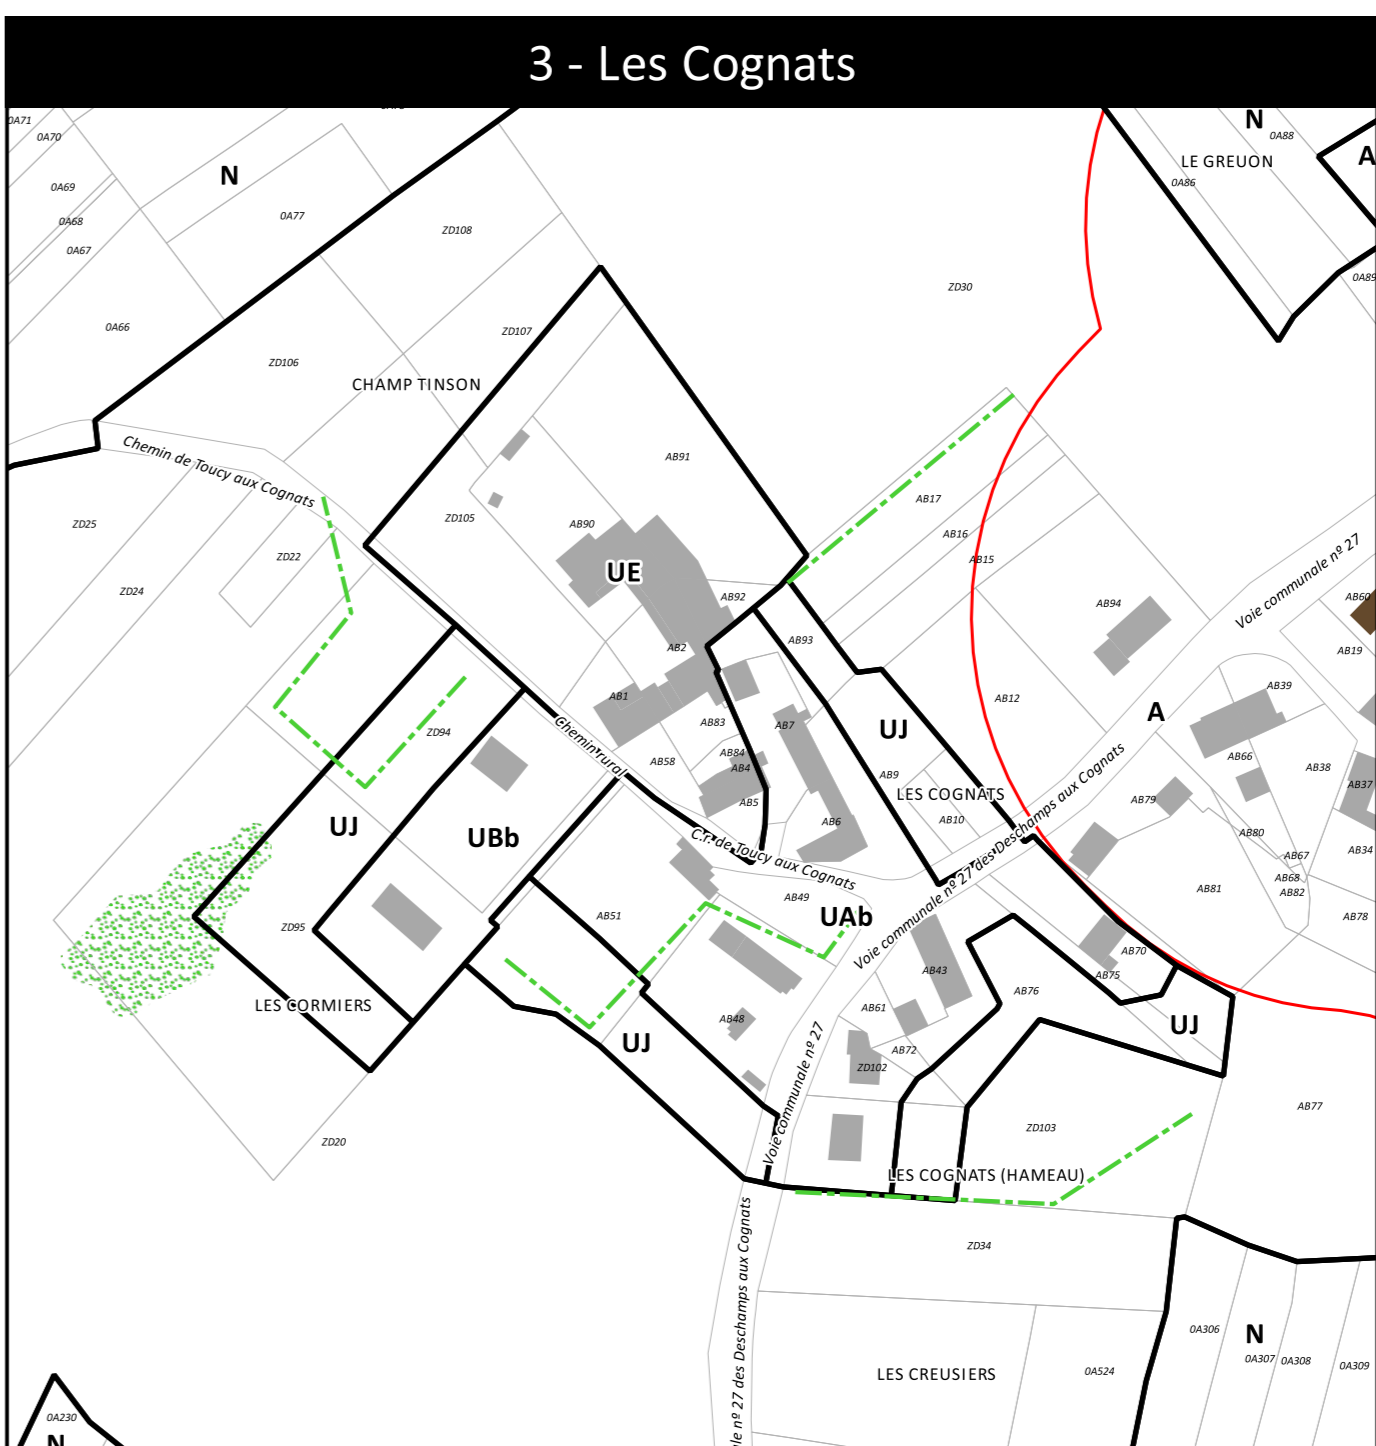 3 - Les Cognats
0A71
0A70
N
0A88
LE GREUON
A
0A86
0A69
0A77
0A68
ZD108
0A67
0A89
ZD30
0A66
ZD107
ZD106
CHAMP TINSON
Chemin de Toucy aux Cognats
AB91
AB17
ZD25
ZD105
AB90
AB16
Voie communale nº 27
ZD22
AB15
UE
ZD24
AB92
AB94
AB60
AB93
AB2
AB19
AB1
AB39
AB12
A
AB83
AB7
UJ
ZD94
Chemin rural
AB84
AB66
AB58
AB4
AB9
AB38
LES COGNATS
AB37
AB5
AB79
AB10
AB6
UJ
UBb
AB80
C.r. de Toucy aux Cognats
Voie communale nº 27 des Deschamps aux Cognats
AB34
AB67
AB68
AB81
AB82
AB49
AB51
UAb
AB78
ZD95
AB70
AB43
AB75
AB76
LES CORMIERS
AB61
AB48
UJ
UJ
AB72
ZD102
Voie communale nº 27
AB77
ZD103
ZD20
LES COGNATS (HAMEAU)
ZD34
le nº 27 des Deschamps aux Cognats
0A306
N
0A307
0A308
0A309
LES CREUSIERS
0A524
0A230
N
N